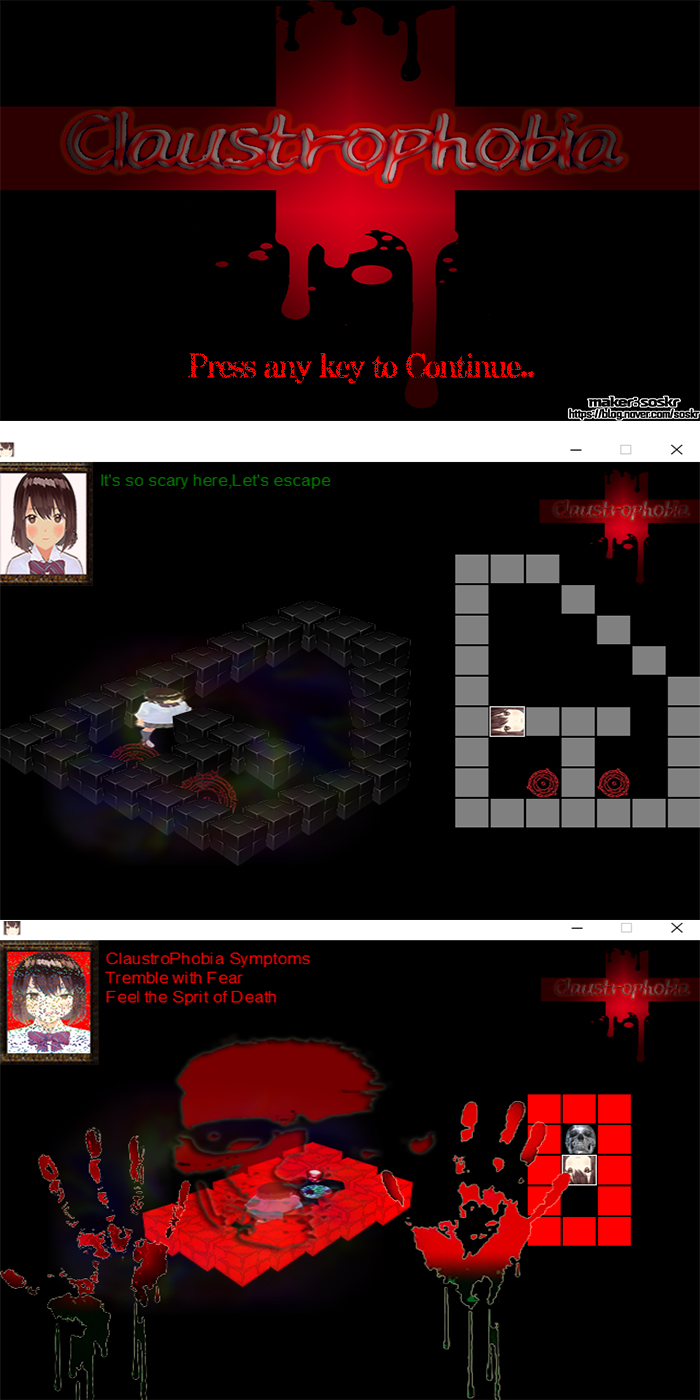 Claustrophobia
Press any key to Continue..
maker: soskr
https://blog.naver.com/soskr
It's so scary here,Let's escape
Claustrophobia
ClaustroPhobia Symptoms
Tremble with Fear
Feel the Sprit of Death
Claustrophobia